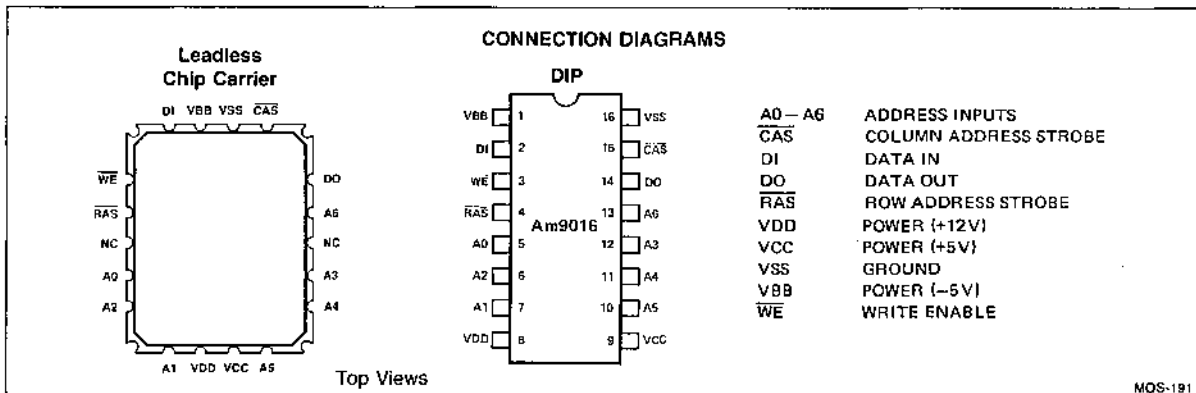 CONNECTION DIAGRAMS
Leadless
Chip Carrier
DI VBB VSS CAS
WE
RAS
NC
A0
A2
DO
A6
NC
A3
A4
A1 VDD VCC A5
Top Views
DIP
VBB 1 16 VSS
DI 2 15 CAS
WE 3 14 DO
RAS 4 13 A6
Am9016
A0 5 12 A3
A2 6 11 A4
A1 7 10 A5
VDD 8 9 VCC
A0 – A6 ADDRESS INPUTS
CAS COLUMN ADDRESS STROBE
DI DATA IN
DO DATA OUT
RAS ROW ADDRESS STROBE
VDD POWER (+12V)
VCC POWER (+5V)
VSS GROUND
VBB POWER (–5V)
WE WRITE ENABLE
MOS-191